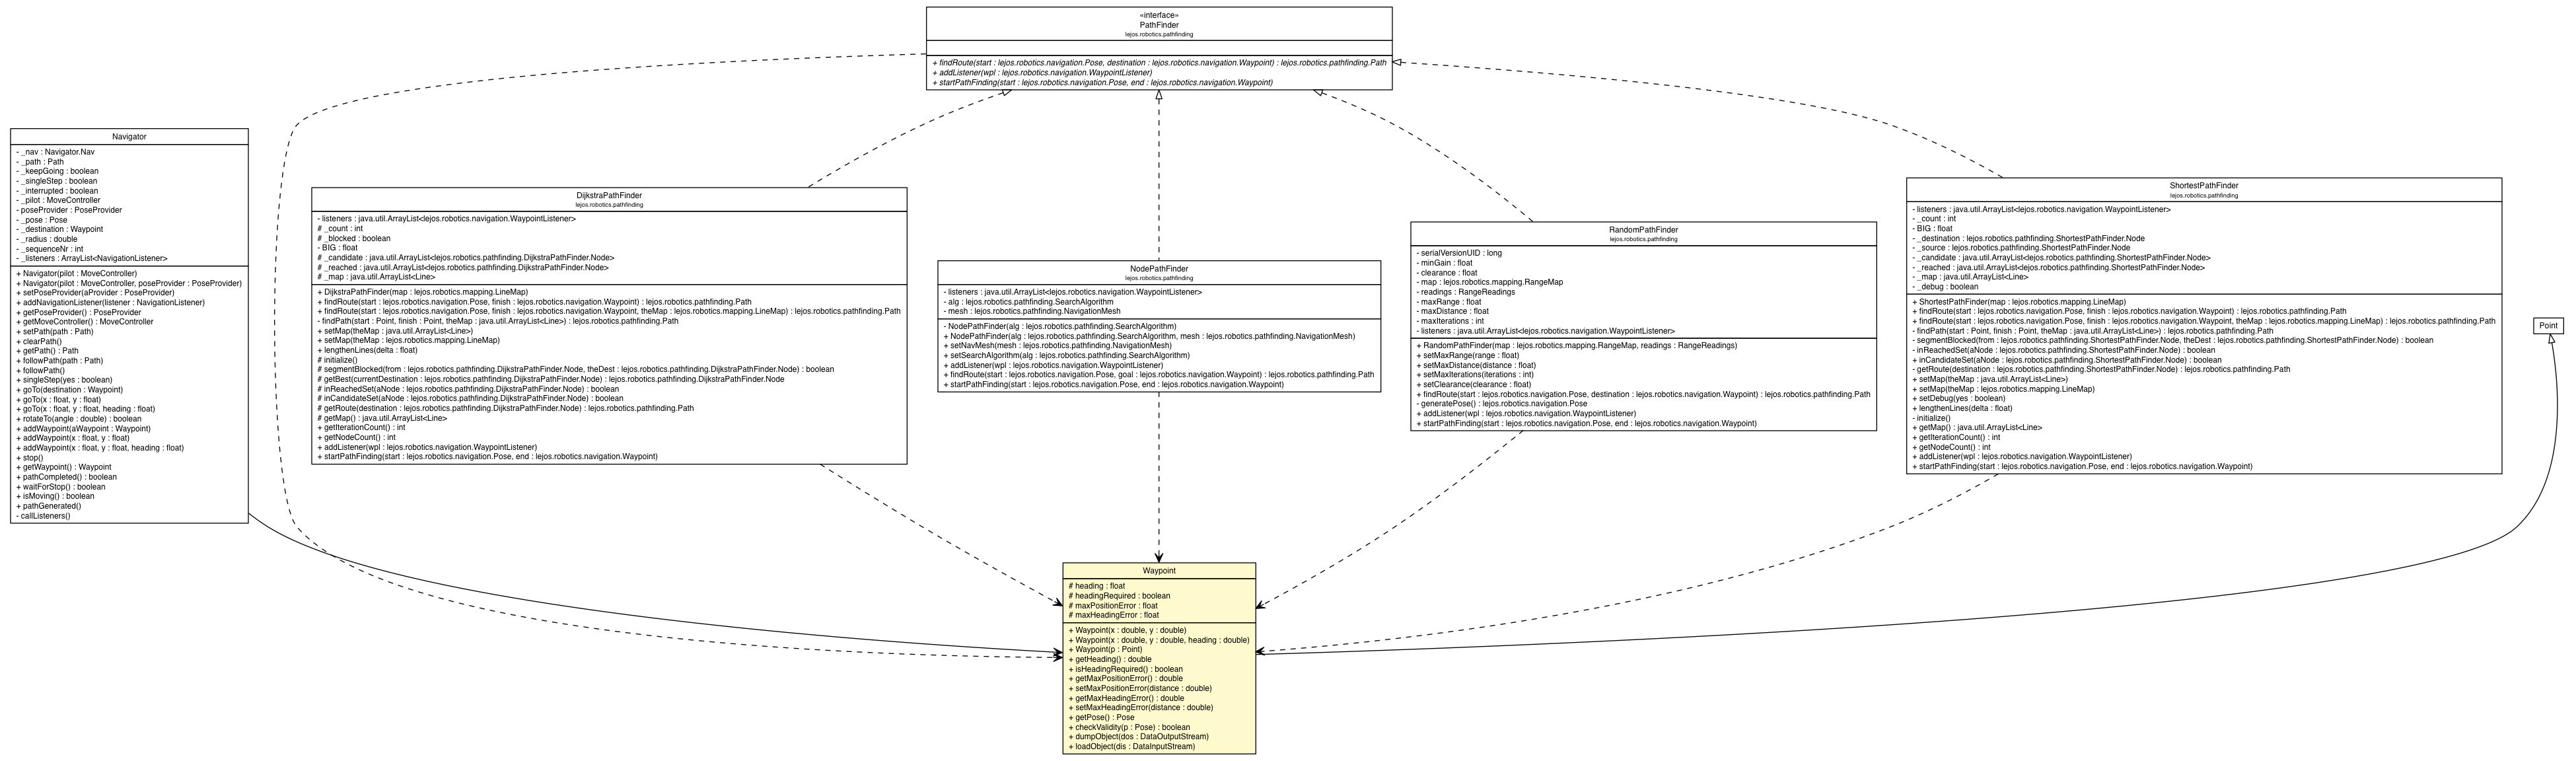 «interface»
PathFinder
lejos.robotics.pathfinding
+ findRoute(start : lejos.robotics.navigation.Pose, destination : lejos.robotics.navigation.Waypoint) : lejos.robotics.pathfinding.Path
+ addListener(wpl : lejos.robotics.navigation.WaypointListener)
+ startPathFinding(start : lejos.robotics.navigation.Pose, end : lejos.robotics.navigation.Waypoint)
Navigator
- _nav : Navigator.Nav
- _path : Path
- _keepGoing : boolean
- _singleStep : boolean
- _interrupted : boolean
- _pilot : MoveController
- poseProvider : PoseProvider
- _pose : Pose
- _destination : Waypoint
- _radius : double
- _sequenceNr : int
- _listeners : ArrayList<NavigationListener>
+ Navigator(pilot : MoveController)
+ Navigator(pilot : MoveController, poseProvider : PoseProvider)
+ setPoseProvider(aProvider : PoseProvider)
+ addNavigationListener(listener : NavigationListener)
+ getPoseProvider() : PoseProvider
+ getMoveController() : MoveController
+ setPath(path : Path)
+ clearPath()
+ getPath() : Path
+ followPath(path : Path)
+ followPath()
+ singleStep(yes : boolean)
+ goTo(destination : Waypoint)
+ goTo(x : float, y : float)
+ goTo(x : float, y : float, heading : float)
+ rotateTo(angle : double) : boolean
+ addWaypoint(aWaypoint : Waypoint)
+ addWaypoint(x : float, y : float)
+ addWaypoint(x : float, y : float, heading : float)
+ stop()
+ getWaypoint() : Waypoint
+ pathCompleted() : boolean
+ waitForStop() : boolean
+ isMoving() : boolean
+ pathGenerated()
- callListeners()
DijkstraPathFinder
lejos.robotics.pathfinding
- listeners : java.util.ArrayList<lejos.robotics.navigation.WaypointListener>
# _count : int
# _blocked : boolean
- BIG : float
# _candidate : java.util.ArrayList<lejos.robotics.pathfinding.DijkstraPathFinder.Node>
# _reached : java.util.ArrayList<lejos.robotics.pathfinding.DijkstraPathFinder.Node>
# _map : java.util.ArrayList<Line>
+ DijkstraPathFinder(map : lejos.robotics.mapping.LineMap)
+ findRoute(start : lejos.robotics.navigation.Pose, finish : lejos.robotics.navigation.Waypoint) : lejos.robotics.pathfinding.Path
+ findRoute(start : lejos.robotics.navigation.Pose, finish : lejos.robotics.navigation.Waypoint, theMap : lejos.robotics.mapping.LineMap) : lejos.robotics.pathfinding.Path
- findPath(start : Point, finish : Point, theMap : java.util.ArrayList<Line>) : lejos.robotics.pathfinding.Path
+ setMap(theMap : java.util.ArrayList<Line>)
+ setMap(theMap : lejos.robotics.mapping.LineMap)
+ lengthenLines(delta : float)
# initialize()
# segmentBlocked(from : lejos.robotics.pathfinding.DijkstraPathFinder.Node, theDest : lejos.robotics.pathfinding.DijkstraPathFinder.Node) : boolean
# getBest(currentDestination : lejos.robotics.pathfinding.DijkstraPathFinder.Node) : lejos.robotics.pathfinding.DijkstraPathFinder.Node
# inReachedSet(aNode : lejos.robotics.pathfinding.DijkstraPathFinder.Node) : boolean
# inCandidateSet(aNode : lejos.robotics.pathfinding.DijkstraPathFinder.Node) : boolean
# getRoute(destination : lejos.robotics.pathfinding.DijkstraPathFinder.Node) : lejos.robotics.pathfinding.Path
# getMap() : java.util.ArrayList<Line>
+ getIterationCount() : int
+ getNodeCount() : int
+ addListener(wpl : lejos.robotics.navigation.WaypointListener)
+ startPathFinding(start : lejos.robotics.navigation.Pose, end : lejos.robotics.navigation.Waypoint)
NodePathFinder
lejos.robotics.pathfinding
- listeners : java.util.ArrayList<lejos.robotics.navigation.WaypointListener>
- alg : lejos.robotics.pathfinding.SearchAlgorithm
- mesh : lejos.robotics.pathfinding.NavigationMesh
- NodePathFinder(alg : lejos.robotics.pathfinding.SearchAlgorithm)
+ NodePathFinder(alg : lejos.robotics.pathfinding.SearchAlgorithm, mesh : lejos.robotics.pathfinding.NavigationMesh)
+ setNavMesh(mesh : lejos.robotics.pathfinding.NavigationMesh)
+ setSearchAlgorithm(alg : lejos.robotics.pathfinding.SearchAlgorithm)
+ addListener(wpl : lejos.robotics.navigation.WaypointListener)
+ findRoute(start : lejos.robotics.navigation.Pose, goal : lejos.robotics.navigation.Waypoint) : lejos.robotics.pathfinding.Path
+ startPathFinding(start : lejos.robotics.navigation.Pose, end : lejos.robotics.navigation.Waypoint)
RandomPathFinder
lejos.robotics.pathfinding
- serialVersionUID : long
- minGain : float
- clearance : float
- map : lejos.robotics.mapping.RangeMap
- readings : RangeReadings
- maxRange : float
- maxDistance : float
- maxIterations : int
- listeners : java.util.ArrayList<lejos.robotics.navigation.WaypointListener>
+ RandomPathFinder(map : lejos.robotics.mapping.RangeMap, readings : RangeReadings)
+ setMaxRange(range : float)
+ setMaxDistance(distance : float)
+ setMaxIterations(iterations : int)
+ setClearance(clearance : float)
+ findRoute(start : lejos.robotics.navigation.Pose, destination : lejos.robotics.navigation.Waypoint) : lejos.robotics.pathfinding.Path
- generatePose() : lejos.robotics.navigation.Pose
+ addListener(wpl : lejos.robotics.navigation.WaypointListener)
+ startPathFinding(start : lejos.robotics.navigation.Pose, end : lejos.robotics.navigation.Waypoint)
ShortestPathFinder
lejos.robotics.pathfinding
- listeners : java.util.ArrayList<lejos.robotics.navigation.WaypointListener>
- _count : int
- BIG : float
- _destination : lejos.robotics.pathfinding.ShortestPathFinder.Node
- _source : lejos.robotics.pathfinding.ShortestPathFinder.Node
- _candidate : java.util.ArrayList<lejos.robotics.pathfinding.ShortestPathFinder.Node>
- _reached : java.util.ArrayList<lejos.robotics.pathfinding.ShortestPathFinder.Node>
- _map : java.util.ArrayList<Line>
- _debug : boolean
+ ShortestPathFinder(map : lejos.robotics.mapping.LineMap)
+ findRoute(start : lejos.robotics.navigation.Pose, finish : lejos.robotics.navigation.Waypoint) : lejos.robotics.pathfinding.Path
+ findRoute(start : lejos.robotics.navigation.Pose, finish : lejos.robotics.navigation.Waypoint, theMap : lejos.robotics.mapping.LineMap) : lejos.robotics.pathfinding.Path
- findPath(start : Point, finish : Point, theMap : java.util.ArrayList<Line>) : lejos.robotics.pathfinding.Path
- segmentBlocked(from : lejos.robotics.pathfinding.ShortestPathFinder.Node, theDest : lejos.robotics.pathfinding.ShortestPathFinder.Node) : boolean
- inReachedSet(aNode : lejos.robotics.pathfinding.ShortestPathFinder.Node) : boolean
+ inCandidateSet(aNode : lejos.robotics.pathfinding.ShortestPathFinder.Node) : boolean
- getRoute(destination : lejos.robotics.pathfinding.ShortestPathFinder.Node) : lejos.robotics.pathfinding.Path
+ setMap(theMap : java.util.ArrayList<Line>)
+ setMap(theMap : lejos.robotics.mapping.LineMap)
+ setDebug(yes : boolean)
+ lengthenLines(delta : float)
- initialize()
+ getMap() : java.util.ArrayList<Line>
+ getIterationCount() : int
+ getNodeCount() : int
+ addListener(wpl : lejos.robotics.navigation.WaypointListener)
+ startPathFinding(start : lejos.robotics.navigation.Pose, end : lejos.robotics.navigation.Waypoint)
Point
Waypoint
# heading : float
# headingRequired : boolean
# maxPositionError : float
# maxHeadingError : float
+ Waypoint(x : double, y : double)
+ Waypoint(x : double, y : double, heading : double)
+ Waypoint(p : Point)
+ getHeading() : double
+ isHeadingRequired() : boolean
+ getMaxPositionError() : double
+ setMaxPositionError(distance : double)
+ getMaxHeadingError() : double
+ setMaxHeadingError(distance : double)
+ getPose() : Pose
+ checkValidity(p : Pose) : boolean
+ dumpObject(dos : DataOutputStream)
+ loadObject(dis : DataInputStream)